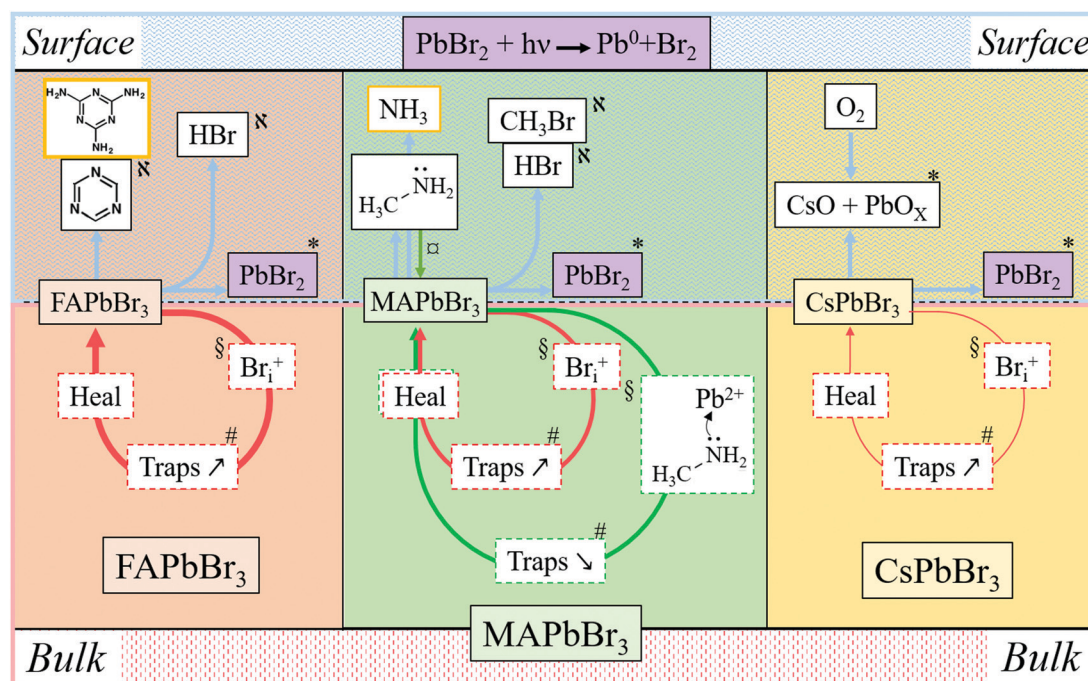 Surface
PbBr₂ + hν → Pb⁰+Br₂
Surface
H₂N N NH₂
N N
NH₂
א
N N
N
HBr א
PbBr₂ *
FAPbBr₃
§ Brᵢ⁺
Heal
Traps ↗ #
FAPbBr₃
NH₃
CH₃Br א
HBr א
H₃C N̈H₂
¤
PbBr₂ *
MAPbBr₃
§ Brᵢ⁺
Heal
Traps ↗ #
§
Pb²⁺
H₃C N̈H₂
Traps ↘ #
MAPbBr₃
O₂
CsO + PbOₓ *
PbBr₂ *
CsPbBr₃
§ Brᵢ⁺
Heal
Traps ↗ #
CsPbBr₃
Bulk
Bulk